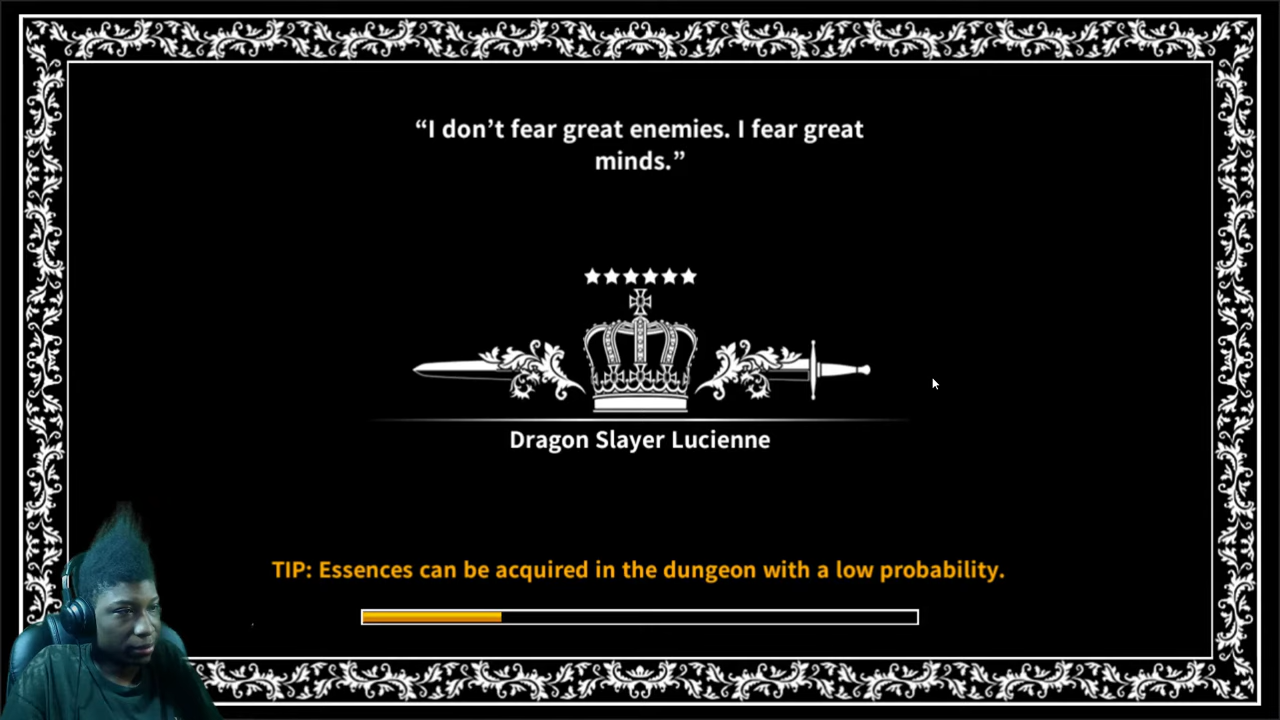 “I don’t fear great enemies. I fear great
minds.”
Dragon Slayer Lucienne
TIP: Essences can be acquired in the dungeon with a low probability.